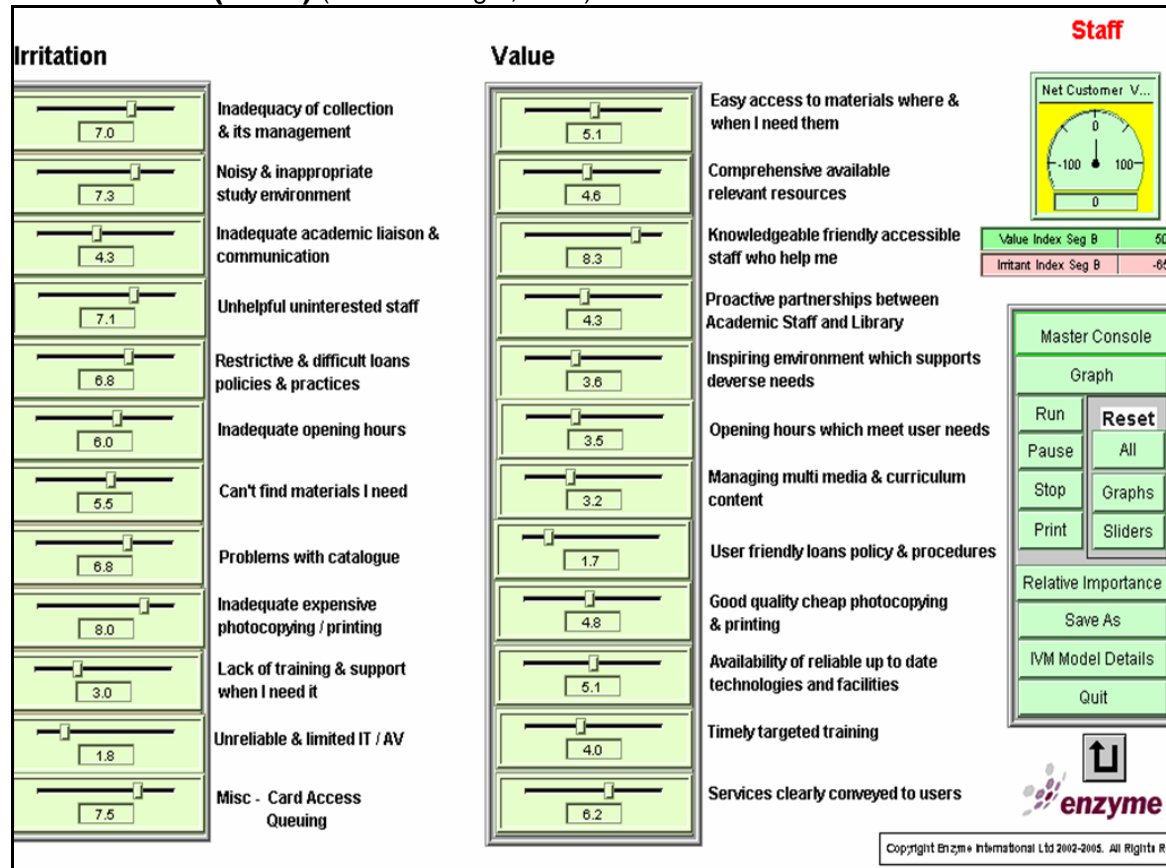 Staff
Irritation
7.0
Inadequacy of collection
& its management
7.3
Noisy & inappropriate
study environment
4.3
Inadequate academic liaison &
communication
7.1
Unhelpful uninterested staff
6.8
Restrictive & difficult loans
policies & practices
6.0
Inadequate opening hours
5.5
Can't find materials I need
6.8
Problems with catalogue
8.0
Inadequate expensive
photocopying / printing
3.0
Lack of training & support
when I need it
1.8
Unreliable & limited IT / AV
7.5
Misc - Card Access
Queuing
Value
5.1
Easy access to materials where &
when I need them
4.6
Comprehensive available
relevant resources
8.3
Knowledgeable friendly accessible
staff who help me
4.3
Proactive partnerships between
Academic Staff and Library
3.6
Inspiring environment which supports
deverse needs
3.5
Opening hours which meet user needs
3.2
Managing multi media & curriculum
content
1.7
User friendly loans policy & procedures
4.8
Good quality cheap photocopying
& printing
5.1
Availability of reliable up to date
technologies and facilities
4.0
Timely targeted training
6.2
Services clearly conveyed to users
Net Customer V...
0
-100 100
0
Value Index Seg B 50
Irritant Index Seg B
Master Console
Graph
Run
Pause
Stop
Print
Reset
All
Graphs
Sliders
Relative Importance
Save As
IVM Model Details
Quit
enzyme
Copyright Enzyme International Ltd 2002-2005. All Rights